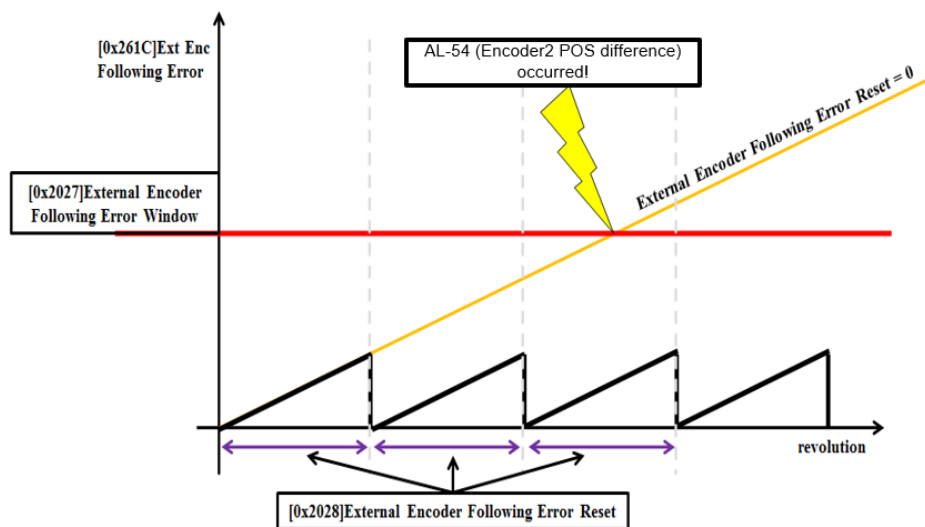 [0x261C]Ext Enc
Following Error
AL-54 (Encoder2 POS difference)
occurred!
External Encoder Following Error Reset = 0
[0x2027]External Encoder
Following Error Window
revolution
[0x2028]External Encoder Following Error Reset